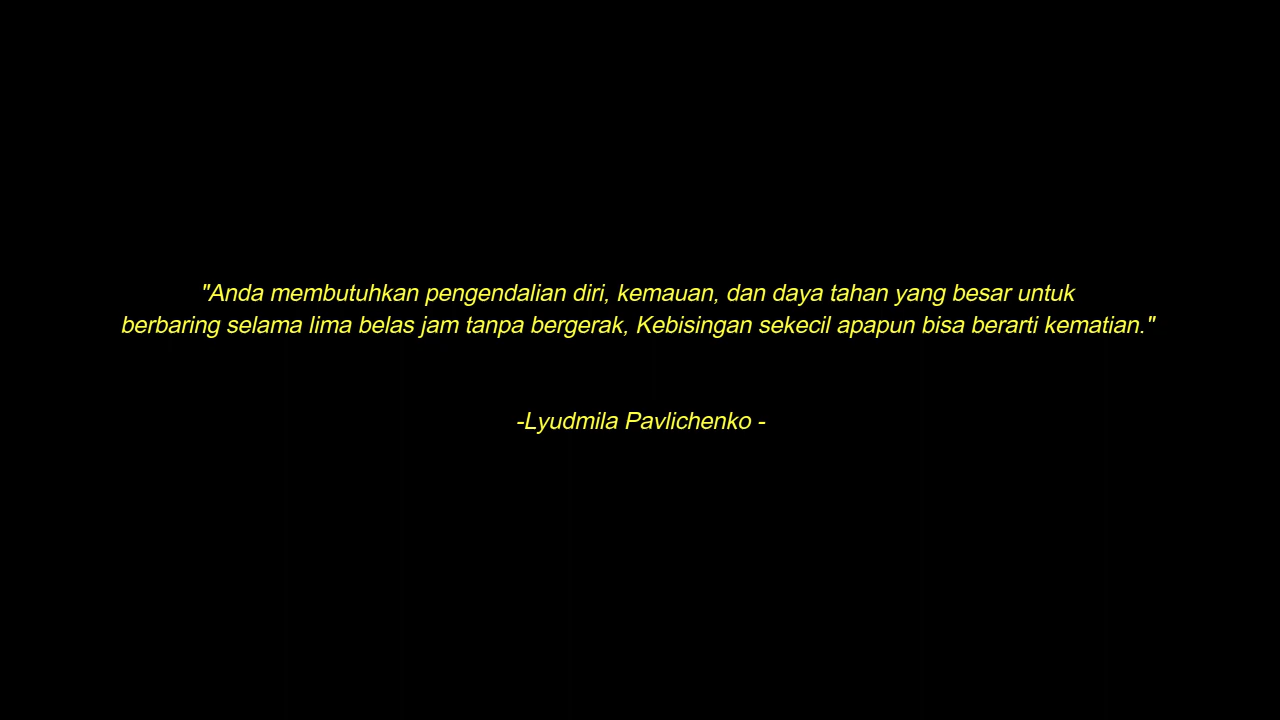 "Anda membutuhkan pengendalian diri, kemauan, dan daya tahan yang besar untuk
berbaring selama lima belas jam tanpa bergerak, Kebisingan sekecil apapun bisa berarti kematian."
-Lyudmila Pavlichenko -